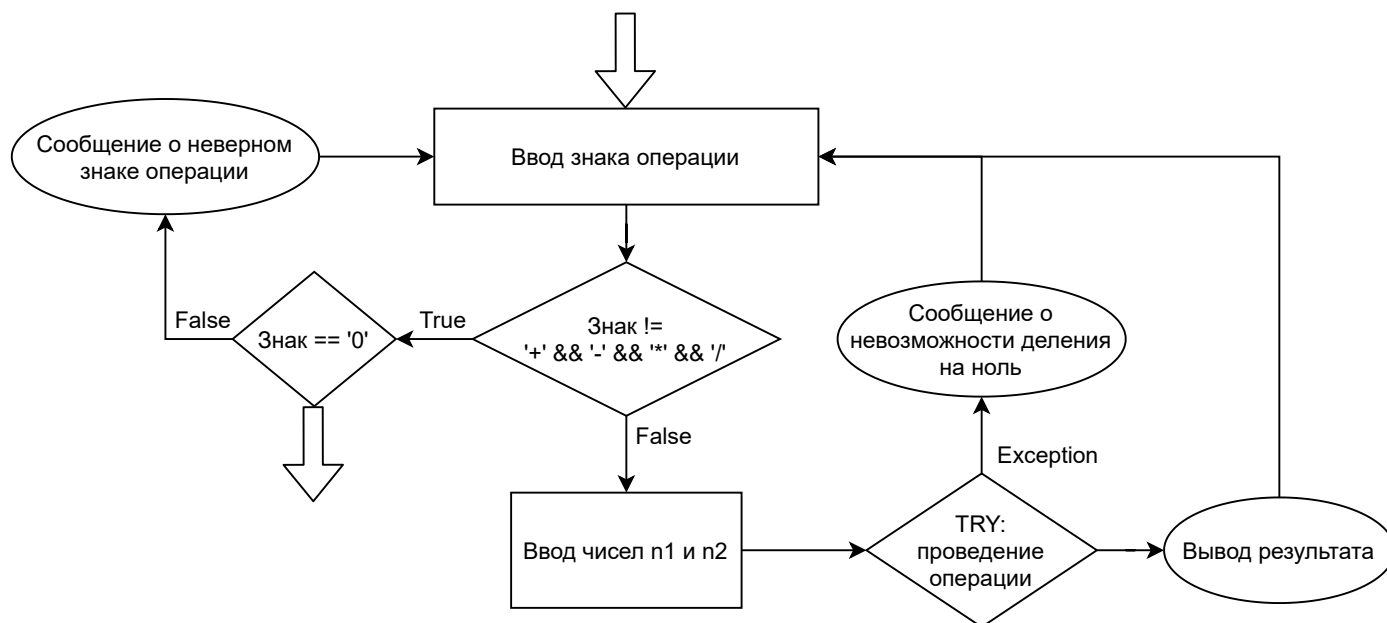 Сообщение о неверном
знаке операции
Ввод знака операции
False
Знак == '0'
True
Знак !=
'+' && '-' && '*' && '/'
Сообщение о
невозможности деления
на ноль
False
Exception
Ввод чисел n1 и n2
TRY:
проведение
операции
Вывод результата